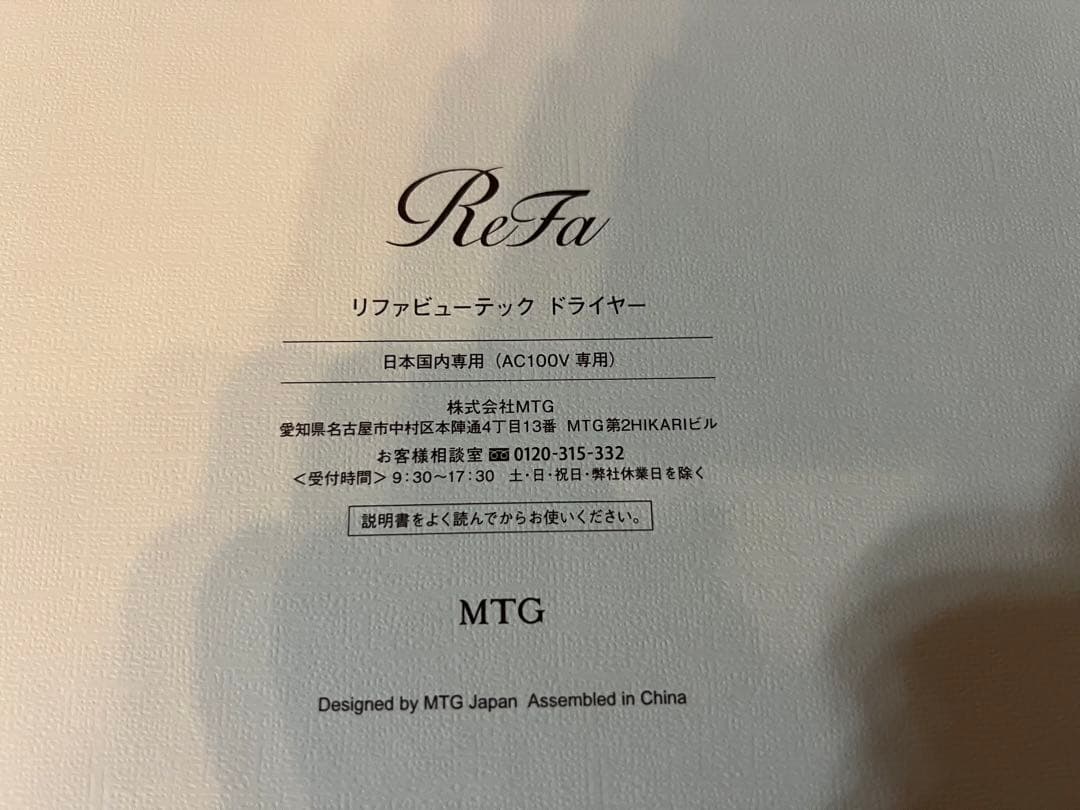 ReFa
リファビューテック ドライヤー
日本国内専用（AC100V 専用）
株式会社MTG
愛知県名古屋市中村区本陣通4丁目13番 MTG第2HIKARIビル
お客様相談室 0120-315-332
＜受付時間＞9：30～17：30 土・日・祝日・弊社休業日を除く
説明書をよく読んでからお使いください。
MTG
Designed by MTG Japan Assembled in China